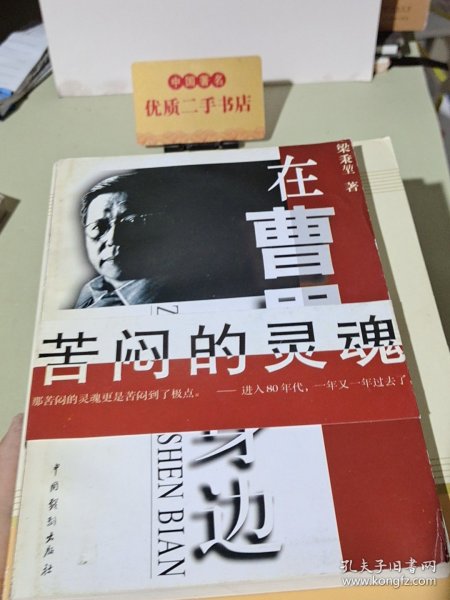 中国著名
优质二手书店
梁秉堃 著
在曹
Z
苦闷的灵魂
那苦闷的灵魂更是苦闷到了极点。 —— 进入80年代，一年又一年过去了，
身边
SHEN BIAN
中国戏剧出版社
孔夫子旧书网
www.kongfz.com